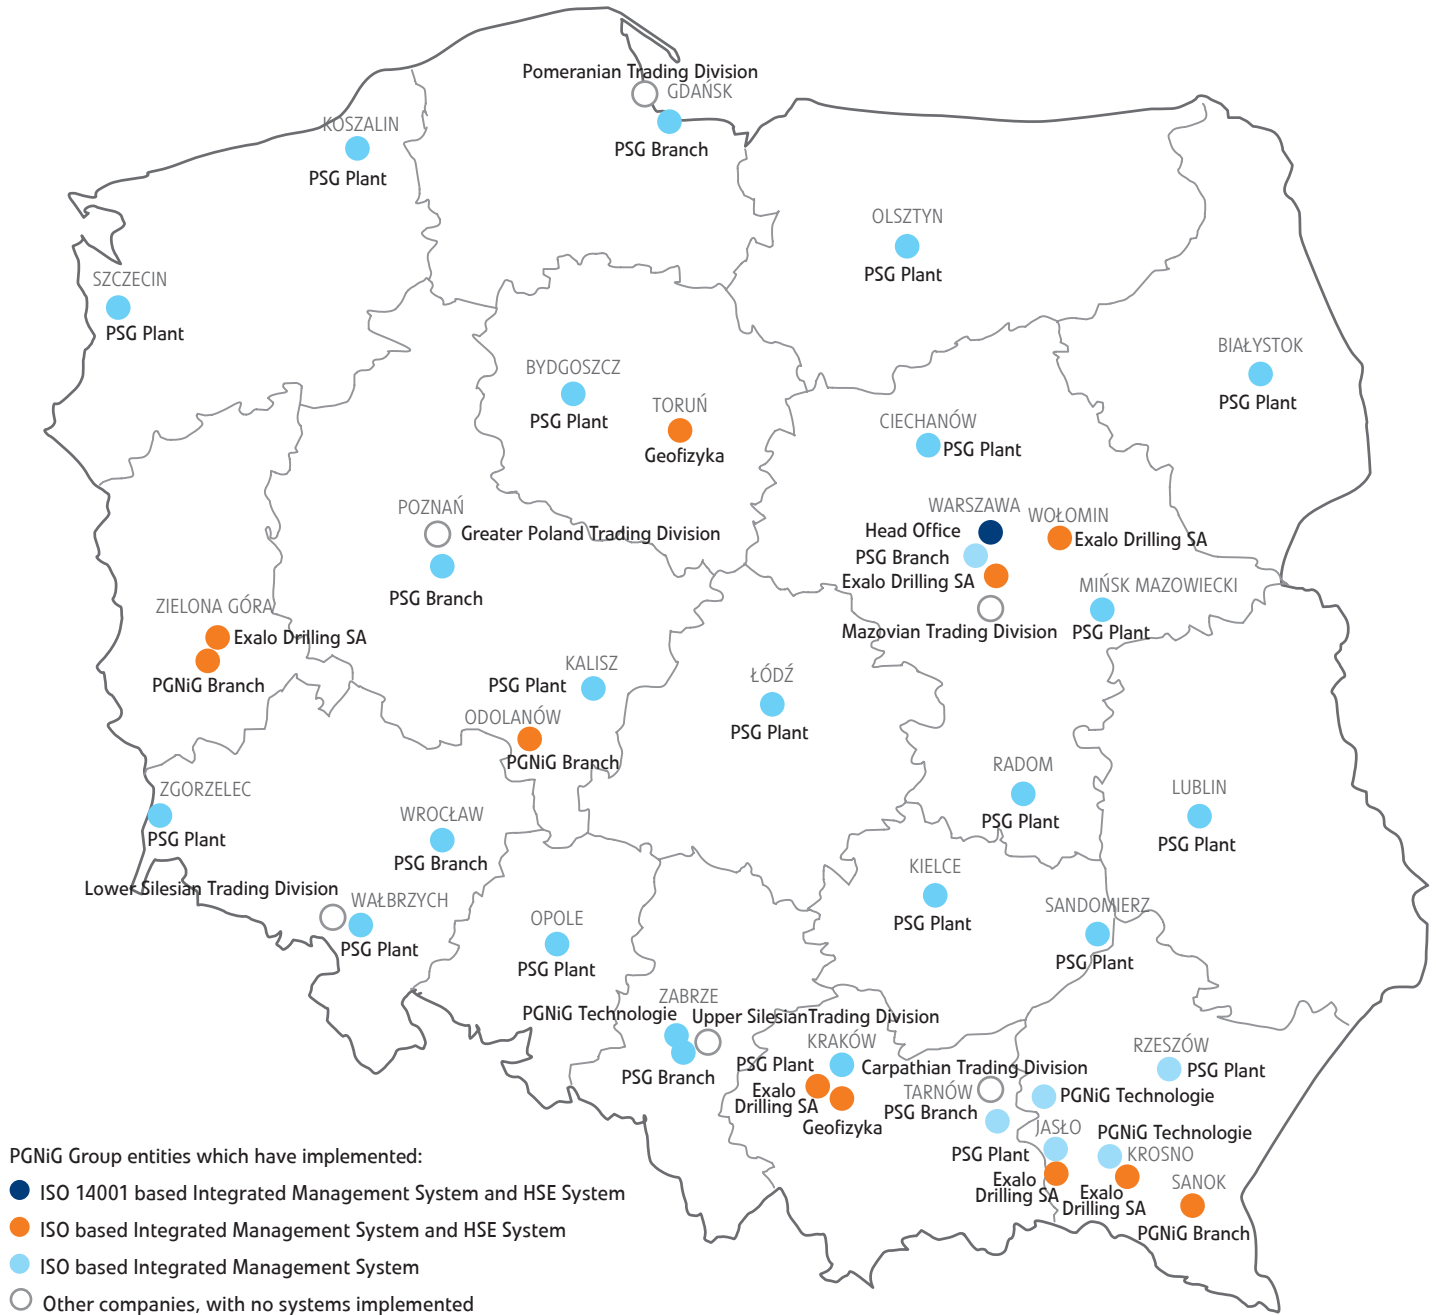 Pomeranian Trading Division
GDAŃSK
PSG Branch
KOSZALIN
PSG Plant
OLSZTYN
PSG Plant
SZCZECIN
PSG Plant
BIAŁYSTOK
PSG Plant
BYDGOSZCZ
PSG Plant
TORUŃ
Geofizyka
CIECHANÓW
PSG Plant
POZNAŃ
Greater Poland Trading Division
PSG Branch
WARSZAWA
Head Office
PSG Branch
Exalo Drilling SA
Mazovian Trading Division
WOŁOMIN
Exalo Drilling SA
MIŃSK MAZOWIECKI
PSG Plant
ZIELONA GÓRA
Exalo Drilling SA
PGNiG Branch
KALISZ
PSG Plant
ODOLANÓW
PGNiG Branch
ŁÓDŹ
PSG Plant
RADOM
PSG Plant
LUBLIN
PSG Plant
ZGORZELEC
PSG Plant
WROCŁAW
PSG Branch
Lower Silesian Trading Division
WAŁBRZYCH
PSG Plant
OPOLE
PSG Plant
KIELCE
PSG Plant
SANDOMIERZ
PSG Plant
ZABRZE
PGNiG Technologie
Upper SilesianTrading Division
PSG Branch
KRAKÓW
PSG Plant
Exalo
Drilling SA
Geofizyka
Carpathian Trading Division
TARNÓW
PSG Branch
RZESZÓW
PSG Plant
PGNiG Technologie
JASŁO
PSG Plant
Exalo
Drilling SA
PGNiG Technologie
KROSNO
Exalo
Drilling SA
SANOK
PGNiG Branch
PGNiG Group entities which have implemented:
ISO 14001 based Integrated Management System and HSE System
ISO based Integrated Management System and HSE System
ISO based Integrated Management System
Other companies, with no systems implemented